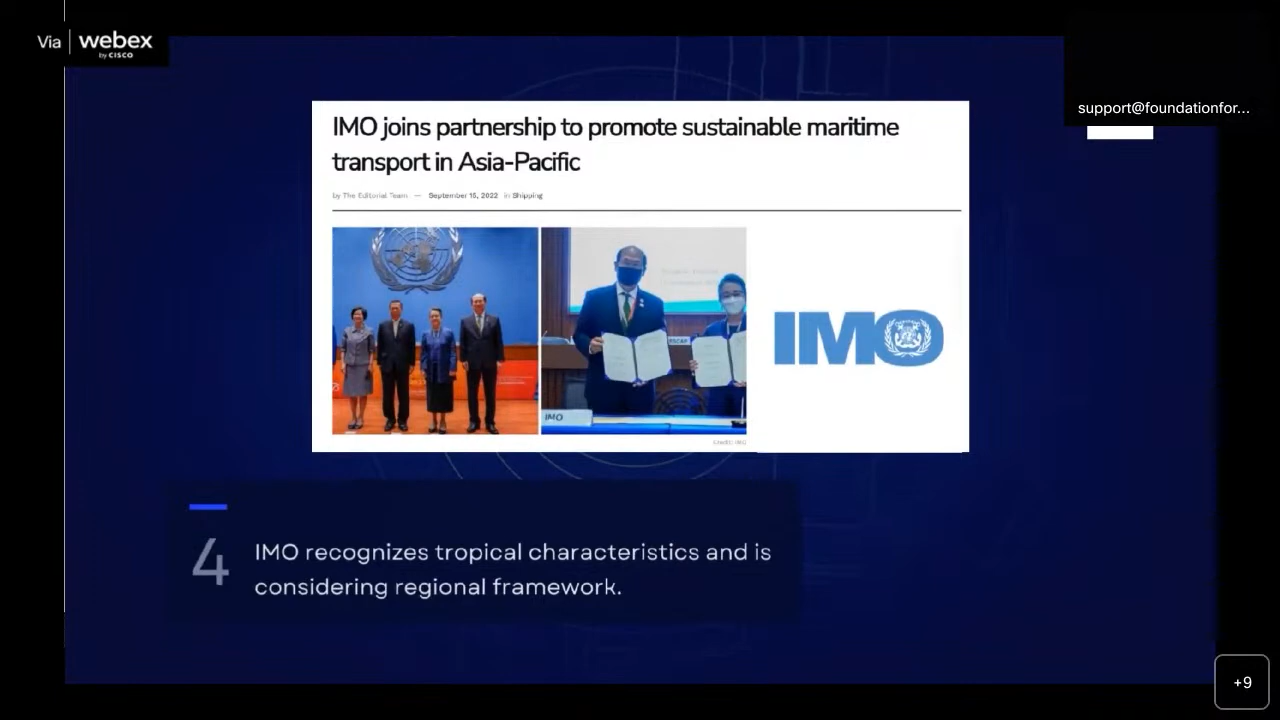 Via webex
by CISCO
support@foundationfor...
IMO joins partnership to promote sustainable maritime
transport in Asia-Pacific
by The Editorial Team — September 15, 2022 in Shipping
IMO
IMO
Credit: IMO
4
IMO recognizes tropical characteristics and is
considering regional framework.
+9